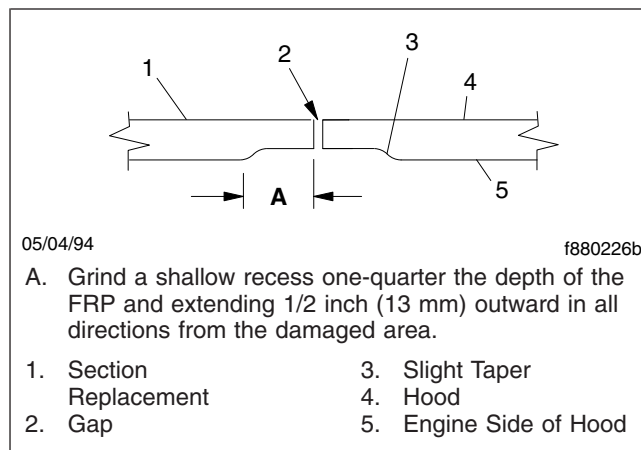 1
2
3
4
5
A
05/04/94
f880226b
A. Grind a shallow recess one-quarter the depth of the
FRP and extending 1/2 inch (13 mm) outward in all
directions from the damaged area.
1. Section
Replacement
2. Gap
3. Slight Taper
4. Hood
5. Engine Side of Hood